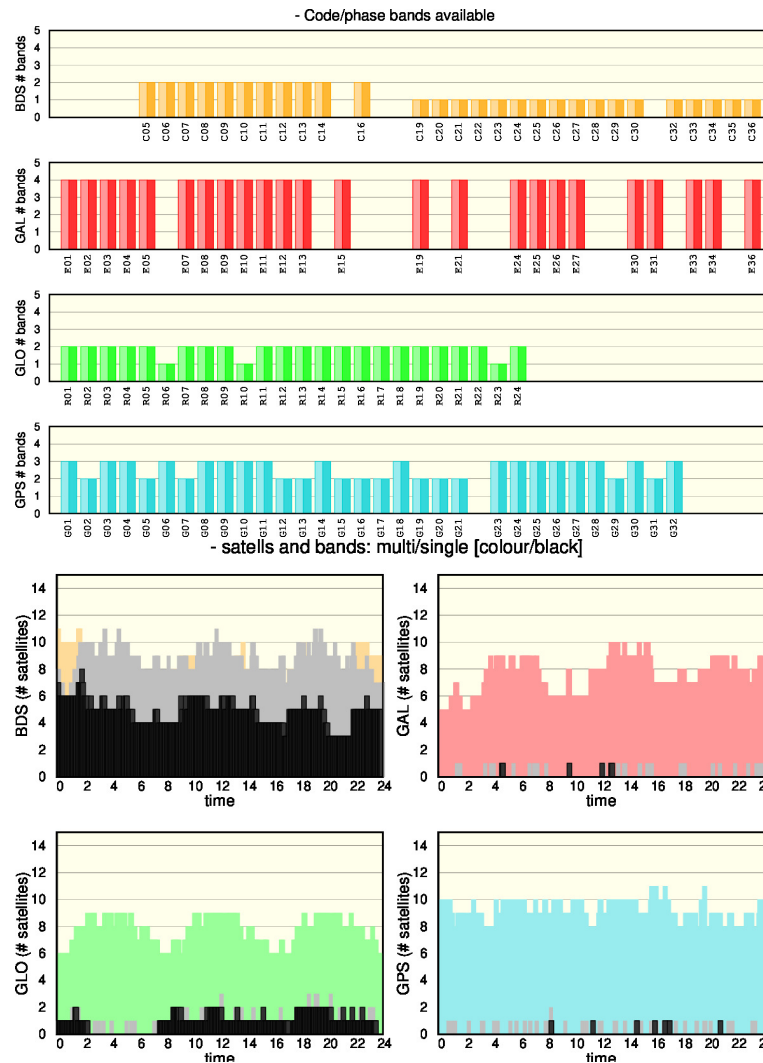 - Code/phase bands available
BDS # bands
5
4
3
2
1
0
C05 C06 C07 C08 C09 C10 C11 C12 C13 C14 C16 C19 C20 C21 C22 C23 C24 C25 C26 C27 C28 C29 C30 C32 C33 C34 C35 C36
GAL # bands
5
4
3
2
1
0
E01 E02 E03 E04 E05 E07 E08 E09 E10 E11 E12 E13 E15 E19 E21 E24 E25 E26 E27 E30 E31 E33 E34 E36
GLO # bands
5
4
3
2
1
0
R01 R02 R03 R04 R05 R06 R07 R08 R09 R10 R11 R12 R13 R14 R15 R16 R18 R19 R20 R21 R22 R23 R24
GPS # bands
5
4
3
2
1
0
G01 G02 G03 G04 G05 G06 G07 G08 G09 G10 G11 G12 G13 G14 G15 G16 G17 G18 G19 G20 G21 G23 G24 G25 G26 G27 G28 G29 G30 G31 G32
- satells and bands: multi/single [colour/black]
BDS (# satellites)
14
12
10
8
6
4
2
0
0 2 4 6 8 10 12 14 16 18 20 22 24
time
GAL (# satellites)
14
12
10
8
6
4
2
0
0 2 4 6 8 10 12 14 16 18 20 22 24
time
GLO (# satellites)
14
12
10
8
6
4
2
0
0 2 4 6 8 10 12 14 16 18 20 22 24
time
GPS (# satellites)
14
12
10
8
6
4
2
0
0 2 4 6 8 10 12 14 16 18 20 22
time